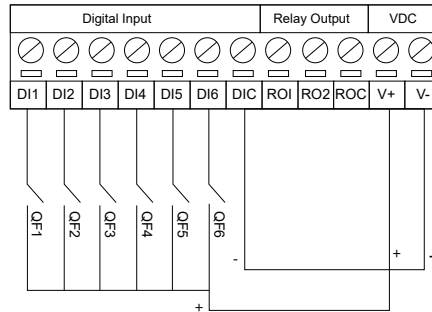 Digital Input Relay Output VDC
DI1 DI2 DI3 DI4 DI5 DI6 DIC ROI RO2 ROC V+ V-
QF1 QF2 QF3 QF4 QF5 QF6
- + -
+